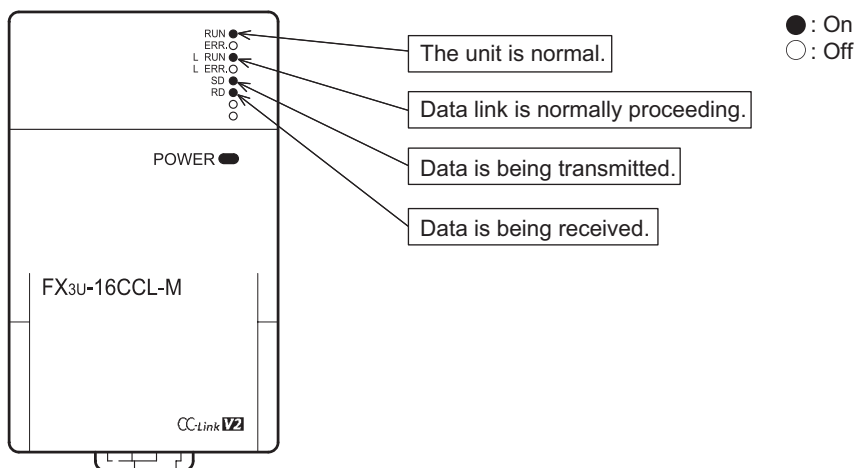 RUN
ERR.
L RUN
L ERR.
SD
RD
POWER
FX3U-16CCL-M
CC-Link V2
The unit is normal.
Data link is normally proceeding.
Data is being transmitted.
Data is being received.
: On
: Off